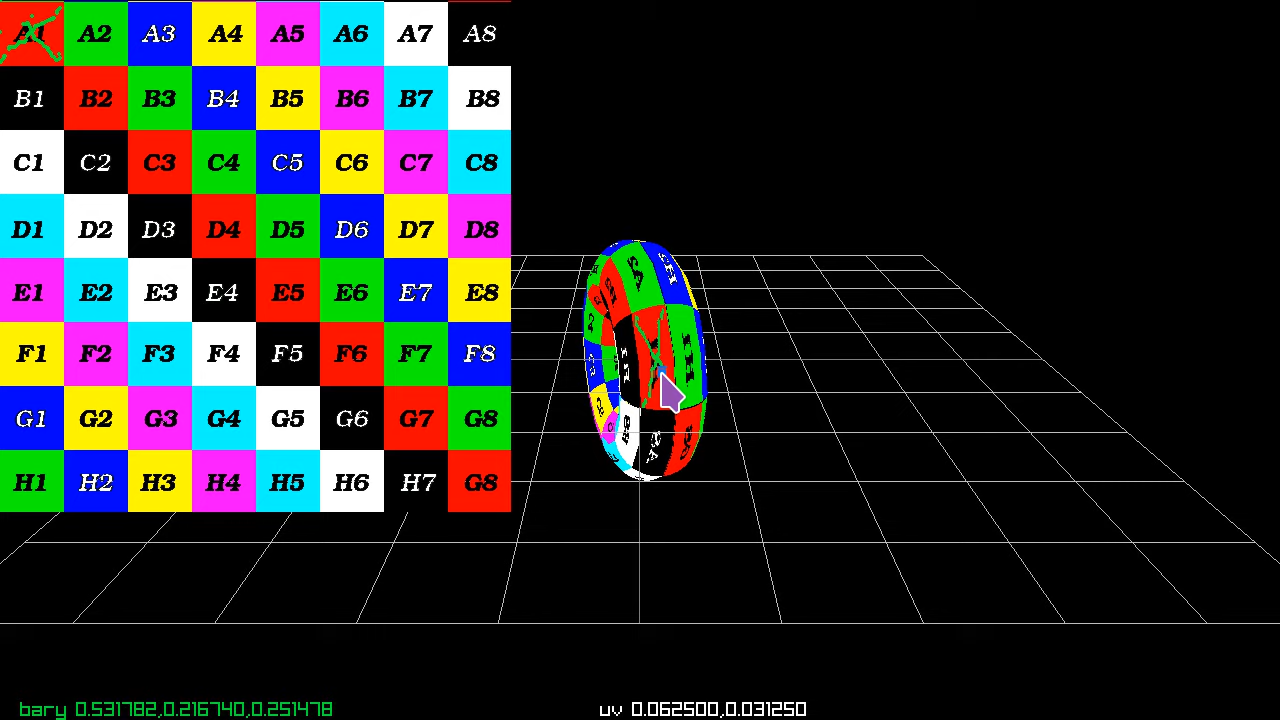 A1 A2 A3 A4 A5 A6 A7 A8
B1 B2 B3 B4 B5 B6 B7 B8
C1 C2 C3 C4 C5 C6 C7 C8
D1 D2 D3 D4 D5 D6 D7 D8
E1 E2 E3 E4 E5 E6 E7 E8
F1 F2 F3 F4 F5 F6 F7 F8
G1 G2 G3 G4 G5 G6 G7 G8
H1 H2 H3 H4 H5 H6 H7 G8
bary 0.531782,0.216740,0.251478
uv 0.062500,0.031250